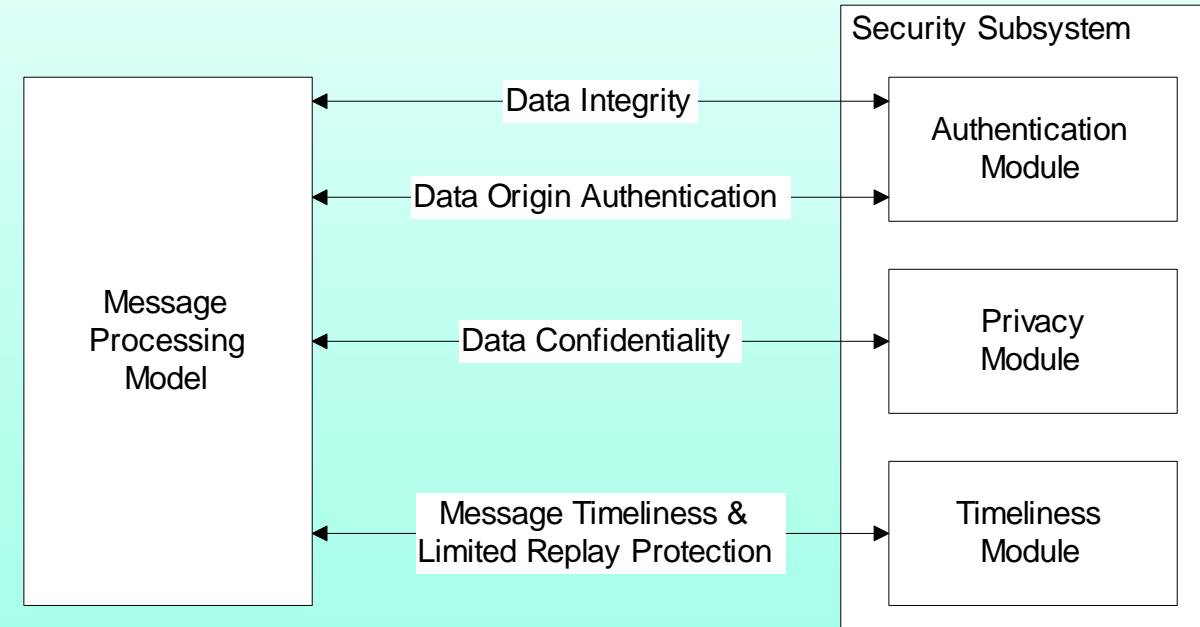 Security Subsystem
Data Integrity
Authentication
Module
Data Origin Authentication
Message
Processing
Model
Data Confidentiality
Privacy
Module
Message Timeliness &
Limited Replay Protection
Timeliness
Module